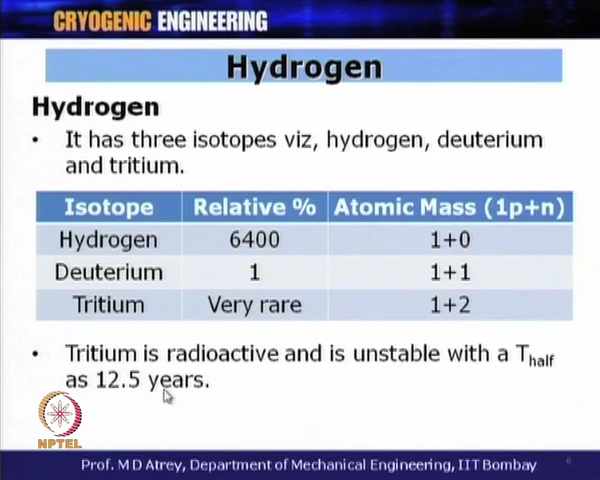 CRYOGENIC ENGINEERING
Hydrogen
Hydrogen
• It has three isotopes viz, hydrogen, deuterium
and tritium.
Isotope Relative % Atomic Mass (1p+n)
Hydrogen 6400 1+0
Deuterium 1 1+1
Tritium Very rare 1+2
• Tritium is radioactive and is unstable with a Thalf
as 12.5 years.
NPTEL
6
Prof. M D Atrey, Department of Mechanical Engineering, IIT Bombay